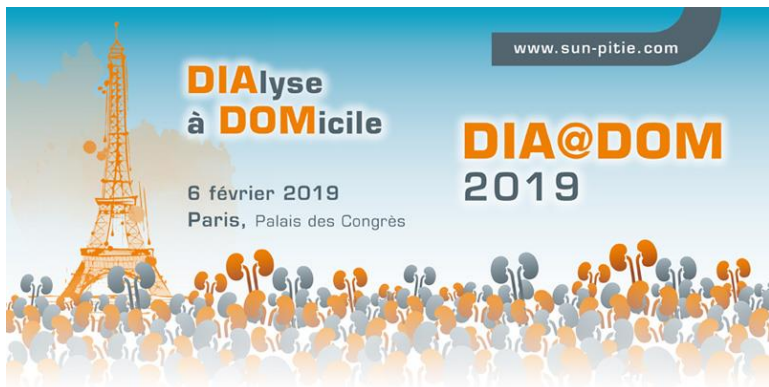 www.sun-pitie.com
DIAlyse
à DOMicile
DIA@DOM
2019
6 février 2019
Paris, Palais des Congrès